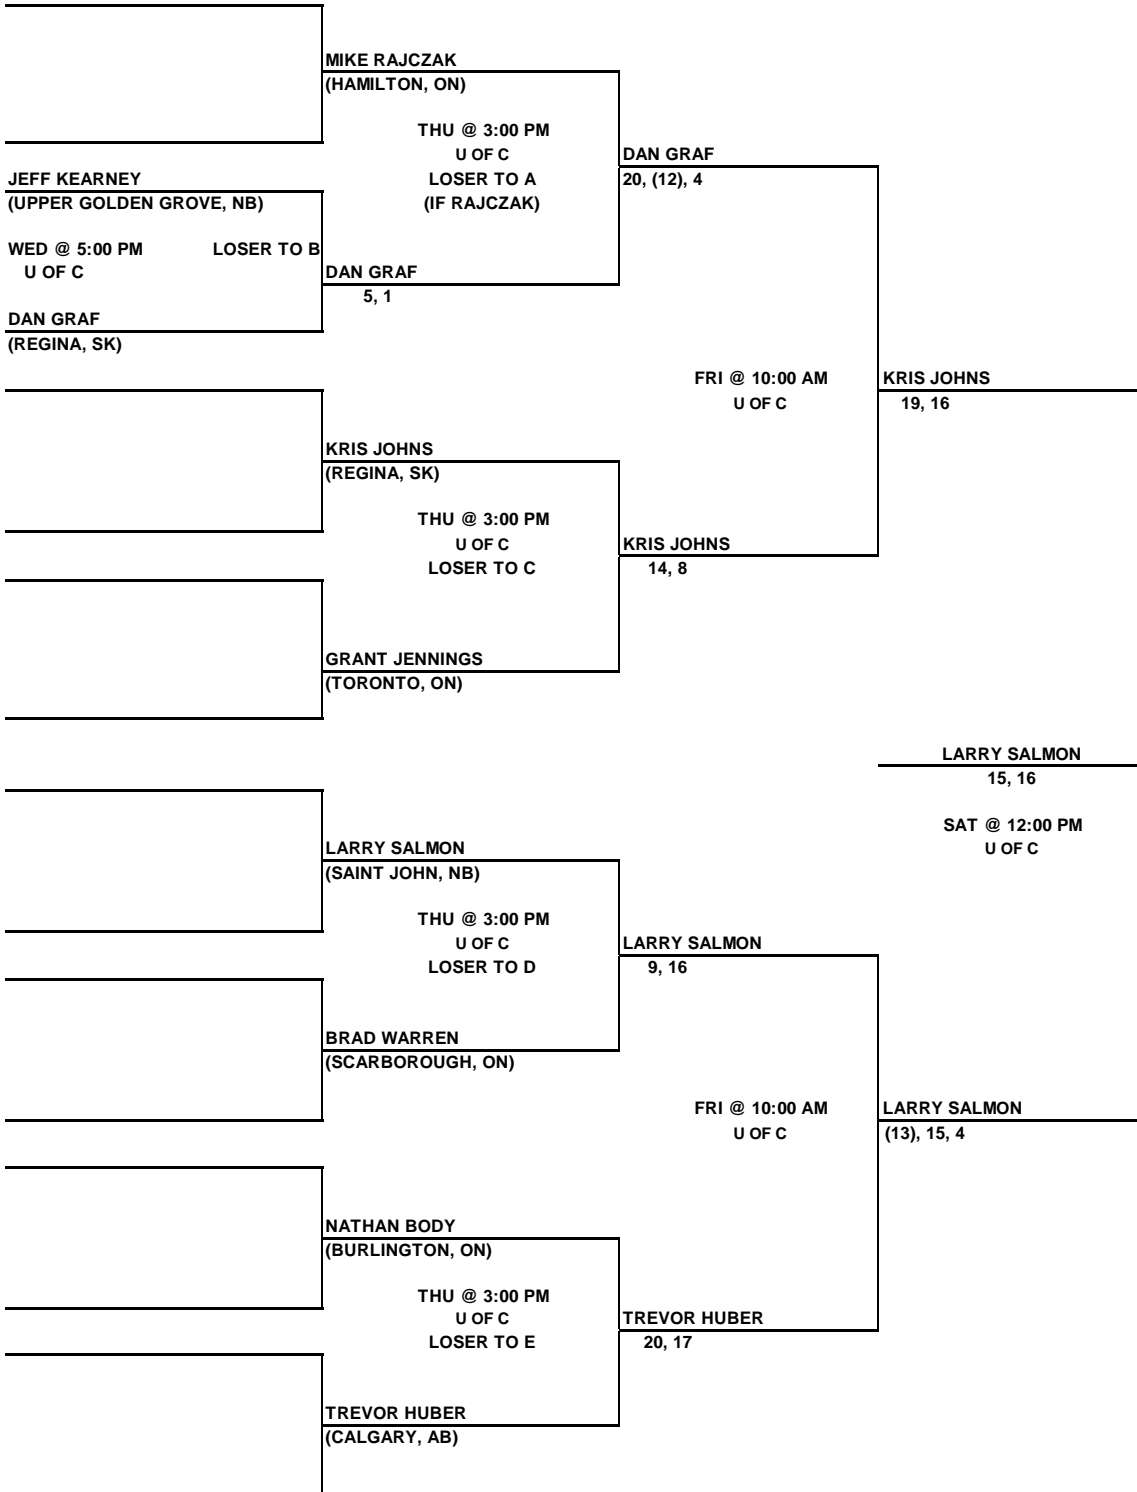 MIKE RAJCZAK
(HAMILTON, ON)
THU @ 3:00 PM
U OF C
LOSER TO A
(IF RAJCZAK)
DAN GRAF
20, (12), 4
JEFF KEARNEY
(UPPER GOLDEN GROVE, NB)
WED @ 5:00 PM LOSER TO B
U OF C
DAN GRAF
5, 1
DAN GRAF
(REGINA, SK)
FRI @ 10:00 AM
U OF C
KRIS JOHNS
19, 16
KRIS JOHNS
(REGINA, SK)
THU @ 3:00 PM
U OF C
LOSER TO C
KRIS JOHNS
14, 8
GRANT JENNINGS
(TORONTO, ON)
LARRY SALMON
15, 16
SAT @ 12:00 PM
U OF C
LARRY SALMON
(SAINT JOHN, NB)
THU @ 3:00 PM
U OF C
LOSER TO D
LARRY SALMON
9, 16
BRAD WARREN
(SCARBOROUGH, ON)
FRI @ 10:00 AM
U OF C
LARRY SALMON
(13), 15, 4
NATHAN BODY
(BURLINGTON, ON)
THU @ 3:00 PM
U OF C
LOSER TO E
TREVOR HUBER
20, 17
TREVOR HUBER
(CALGARY, AB)